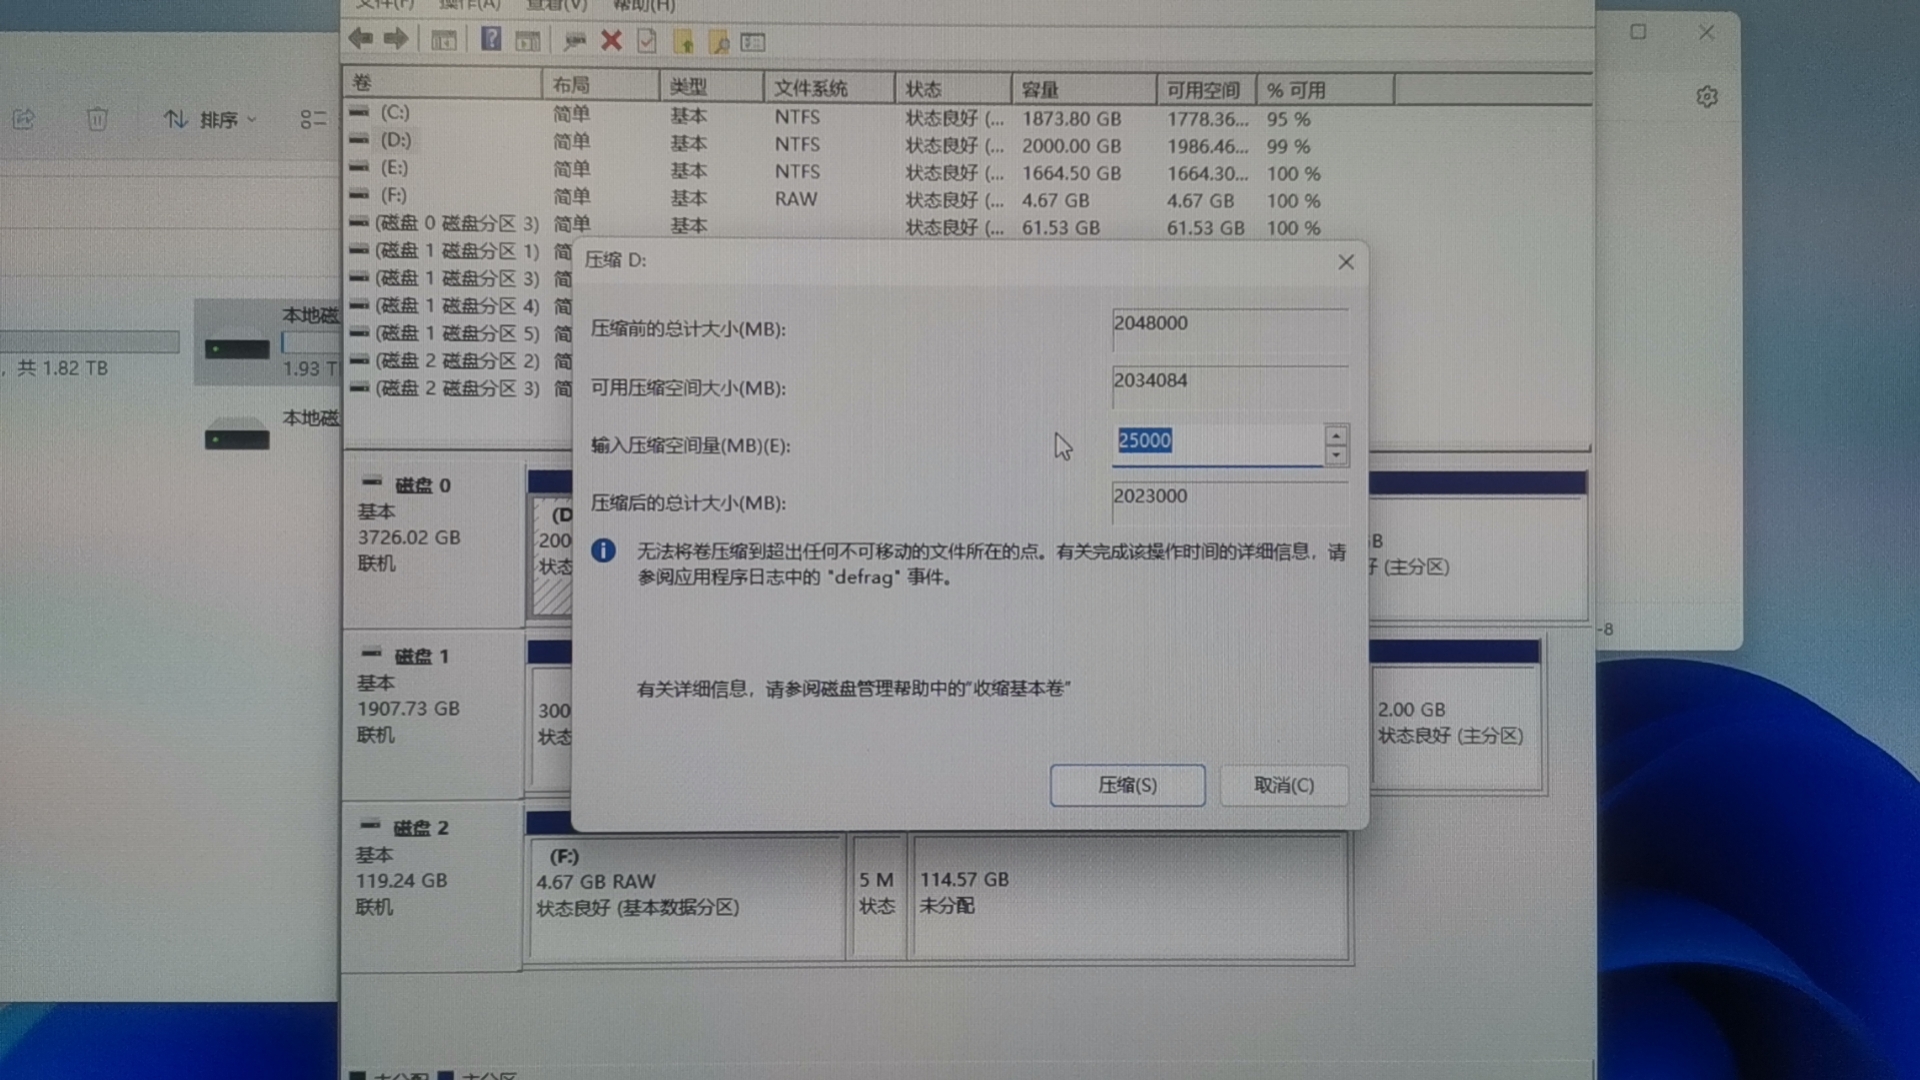 文件(F) 操作(A) 查看(V) 帮助(H)
卷 布局 类型 文件系统 状态 容量 可用空间 % 可用
(C:) 简单 基本 NTFS 状态良好 (... 1873.80 GB 1778.36... 95 %
(D:) 简单 基本 NTFS 状态良好 (... 2000.00 GB 1986.46... 99 %
(E:) 简单 基本 NTFS 状态良好 (... 1664.50 GB 1664.30... 100 %
(F:) 简单 基本 RAW 状态良好 (... 4.67 GB 4.67 GB 100 %
(磁盘 0 磁盘分区 3) 简单 基本 状态良好 (... 61.53 GB 61.53 GB 100 %
(磁盘 1 磁盘分区 1) 简
(磁盘 1 磁盘分区 3) 简
(磁盘 1 磁盘分区 4) 简
(磁盘 1 磁盘分区 5) 简
(磁盘 2 磁盘分区 2) 简
(磁盘 2 磁盘分区 3) 简
排序
本地磁
, 共 1.82 TB
1.93 T
本地磁
压缩 D:
压缩前的总计大小(MB): 2048000
可用压缩空间大小(MB): 2034084
输入压缩空间量(MB)(E): 25000
压缩后的总计大小(MB): 2023000
无法将卷压缩到超出任何不可移动的文件所在的点。有关完成该操作时间的详细信息，请
参阅应用程序日志中的 "defrag" 事件。
有关详细信息，请参阅磁盘管理帮助中的"收缩基本卷"
压缩(S) 取消(C)
磁盘 0
基本
3726.02 GB
联机
(D
200
状态
B
好 (主分区)
-8
磁盘 1
基本
1907.73 GB
联机
300
状态
2.00 GB
状态良好 (主分区)
磁盘 2
基本
119.24 GB
联机
(F:)
4.67 GB RAW
状态良好 (基本数据分区)
5 M
状态
114.57 GB
未分配
未分配 主分区